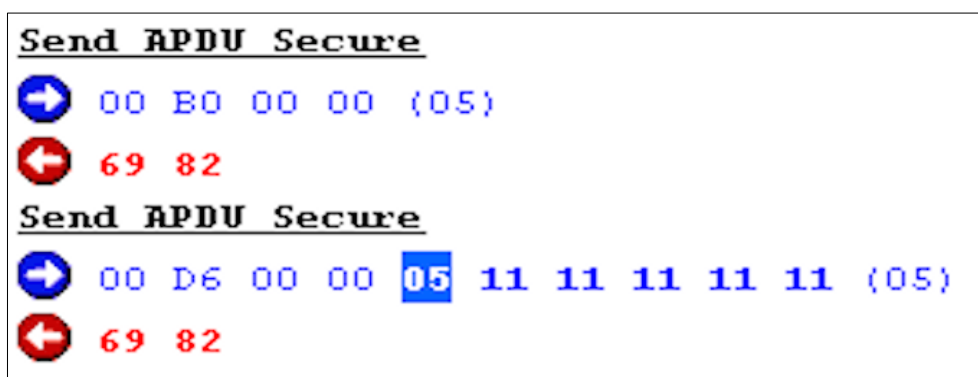 Send APDU Secure
00 B0 00 00 (05)
69 82
Send APDU Secure
00 D6 00 00 05 11 11 11 11 11 (05)
69 82